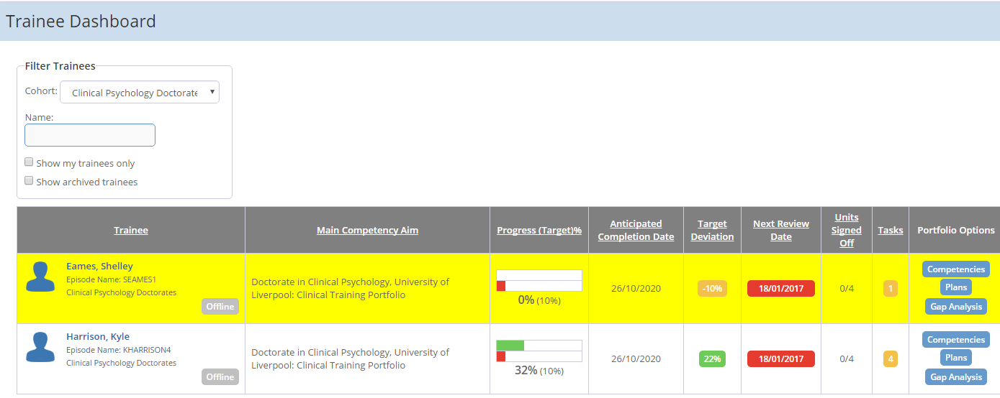 Trainee Dashboard
Filter Trainees
Cohort: Clinical Psychology Doctorate
Name:
Show my trainees only
Show archived trainees
Trainee
Main Competency Aim
Progress (Target)%
Anticipated
Completion Date
Target
Deviation
Next Review
Date
Units
Signed
Off
Tasks
Portfolio Options
Eames, Shelley
Episode Name: SEAMES1
Clinical Psychology Doctorates
Offline
Doctorate in Clinical Psychology, University of
Liverpool: Clinical Training Portfolio
0% (10%)
26/10/2020
-10%
18/01/2017
0/4
1
Competencies
Plans
Gap Analysis
Harrison, Kyle
Episode Name: KHARRISON4
Clinical Psychology Doctorates
Offline
Doctorate in Clinical Psychology, University of
Liverpool: Clinical Training Portfolio
32% (10%)
26/10/2020
22%
18/01/2017
0/4
4
Competencies
Plans
Gap Analysis